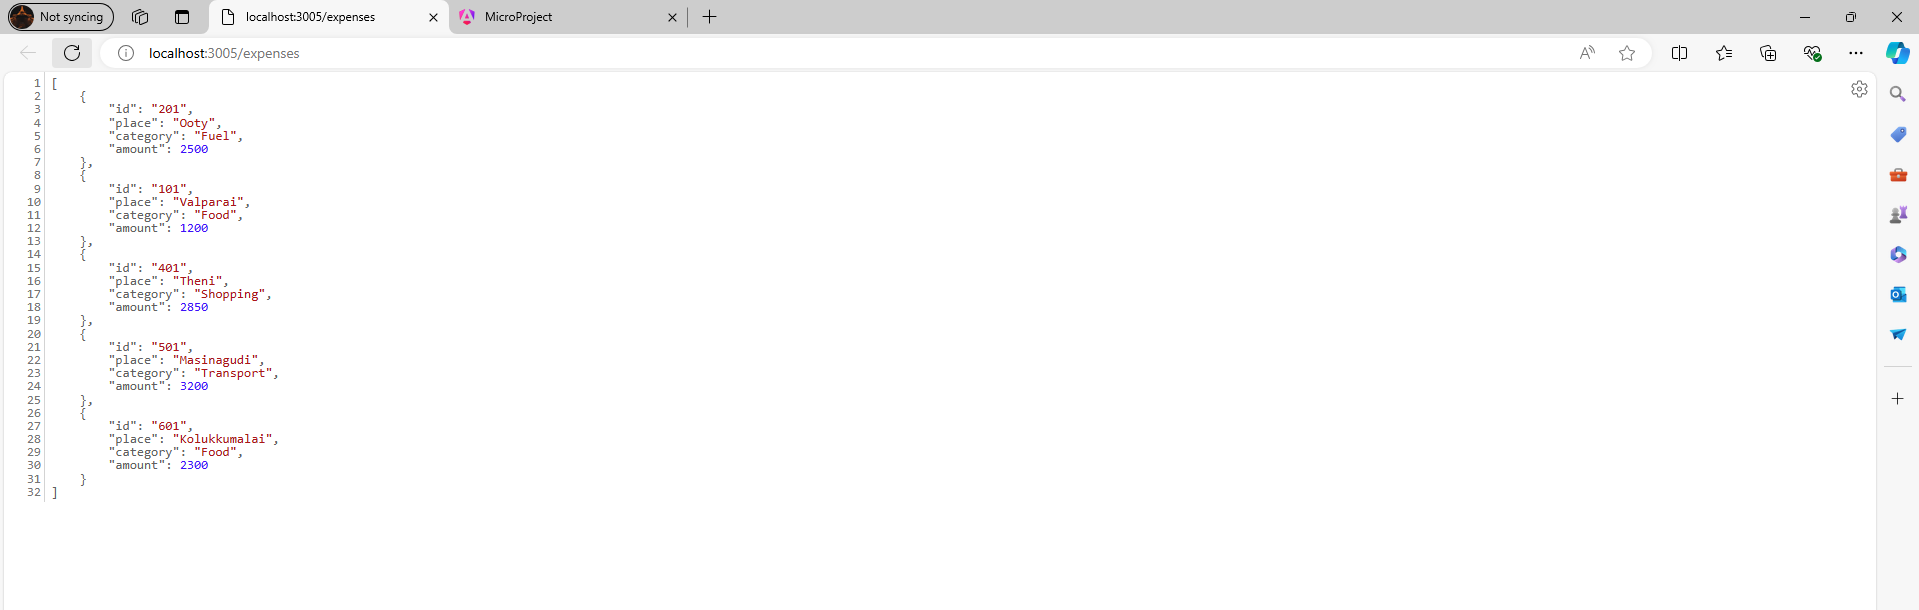 Not syncing
localhost:3005/expenses
MicroProject
localhost:3005/expenses
1 [
2 {
3 "id": "201",
4 "place": "Ooty",
5 "category": "Fuel",
6 "amount": 2500
7 },
8 {
9 "id": "101",
10 "place": "Valparai",
11 "category": "Food",
12 "amount": 1200
13 },
14 {
15 "id": "401",
16 "place": "Theni",
17 "category": "Shopping",
18 "amount": 2850
19 },
20 {
21 "id": "501",
22 "place": "Masinagudi",
23 "category": "Transport",
24 "amount": 3200
25 },
26 {
27 "id": "601",
28 "place": "Kolukkumalai",
29 "category": "Food",
30 "amount": 2300
31 }
32 ]